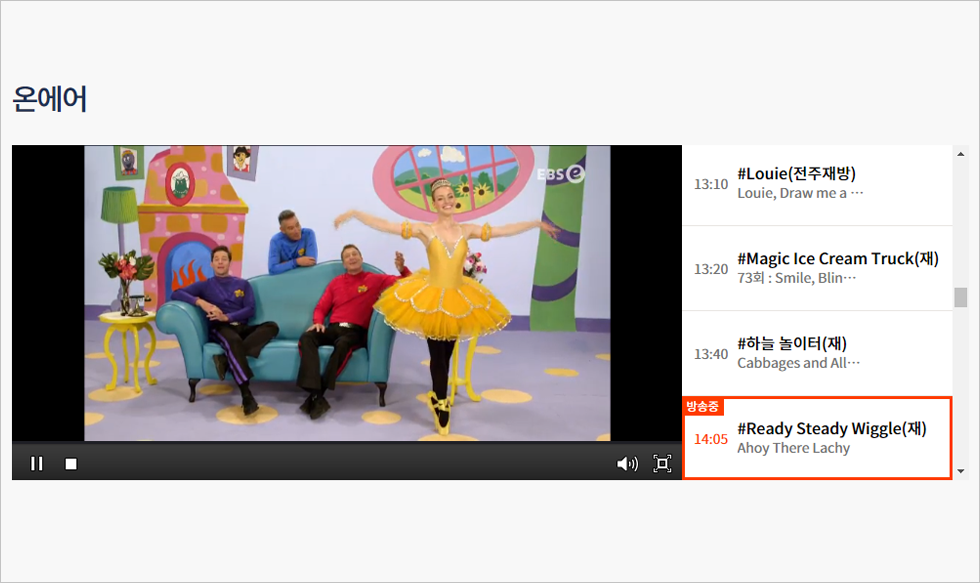 온에어
EBSe
13:10
#Louie(전주재방)
Louie, Draw me a ···
13:20
#Magic Ice Cream Truck(재)
73회 : Smile, Blin···
13:40
#하늘 놀이터(재)
Cabbages and All···
방송중
14:05
#Ready Steady Wiggle(재)
Ahoy There Lachy